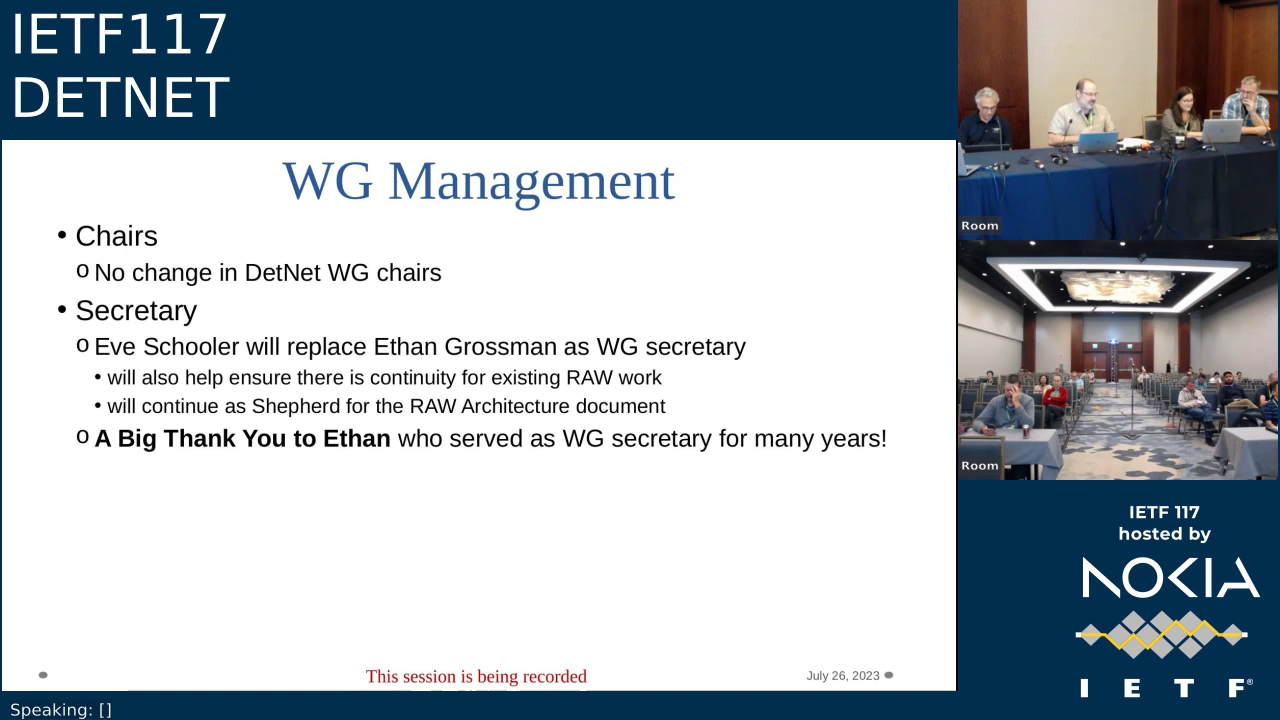 IETF117
DETNET
WG Management
• Chairs
o No change in DetNet WG chairs
• Secretary
o Eve Schooler will replace Ethan Grossman as WG secretary
• will also help ensure there is continuity for existing RAW work
• will continue as Shepherd for the RAW Architecture document
o A Big Thank You to Ethan who served as WG secretary for many years!
This session is being recorded
July 26, 2023
Room
Room
IETF 117
hosted by
NOKIA
I E T F®
Speaking: []